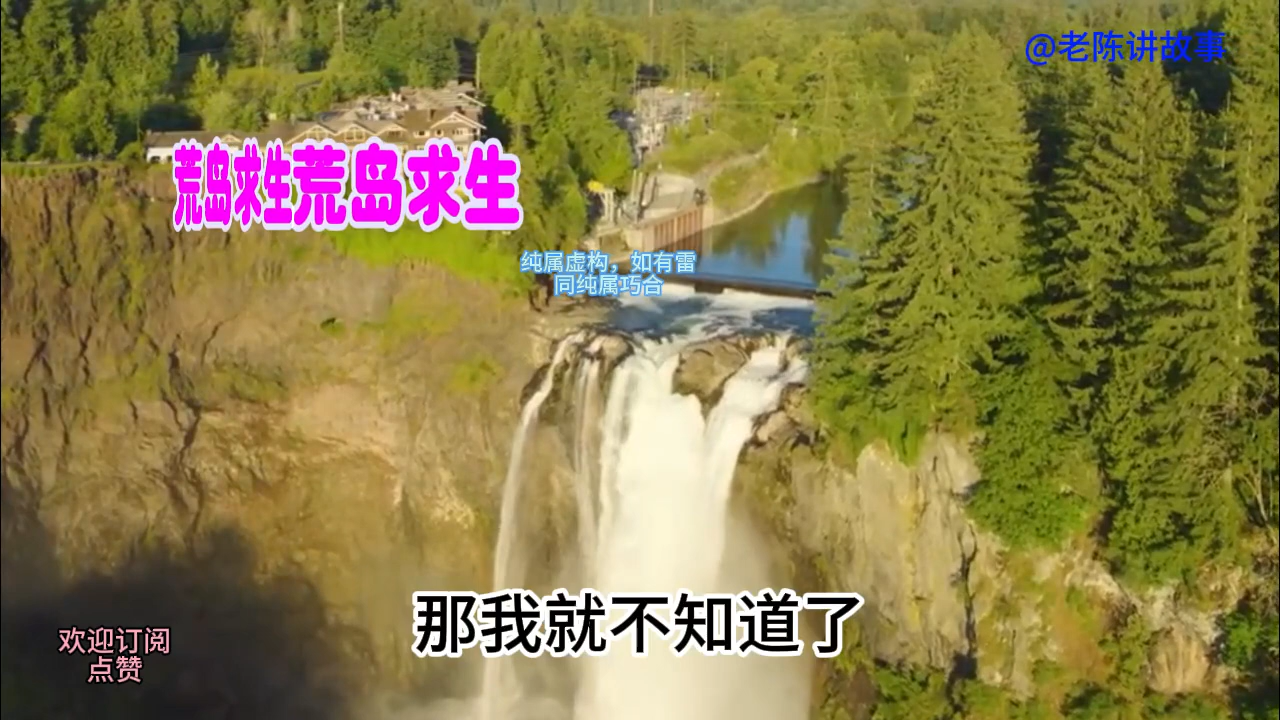 @老陈讲故事
荒岛求生荒岛求生
纯属虚构，如有雷
同纯属巧合
那我就不知道了
欢迎订阅
点赞